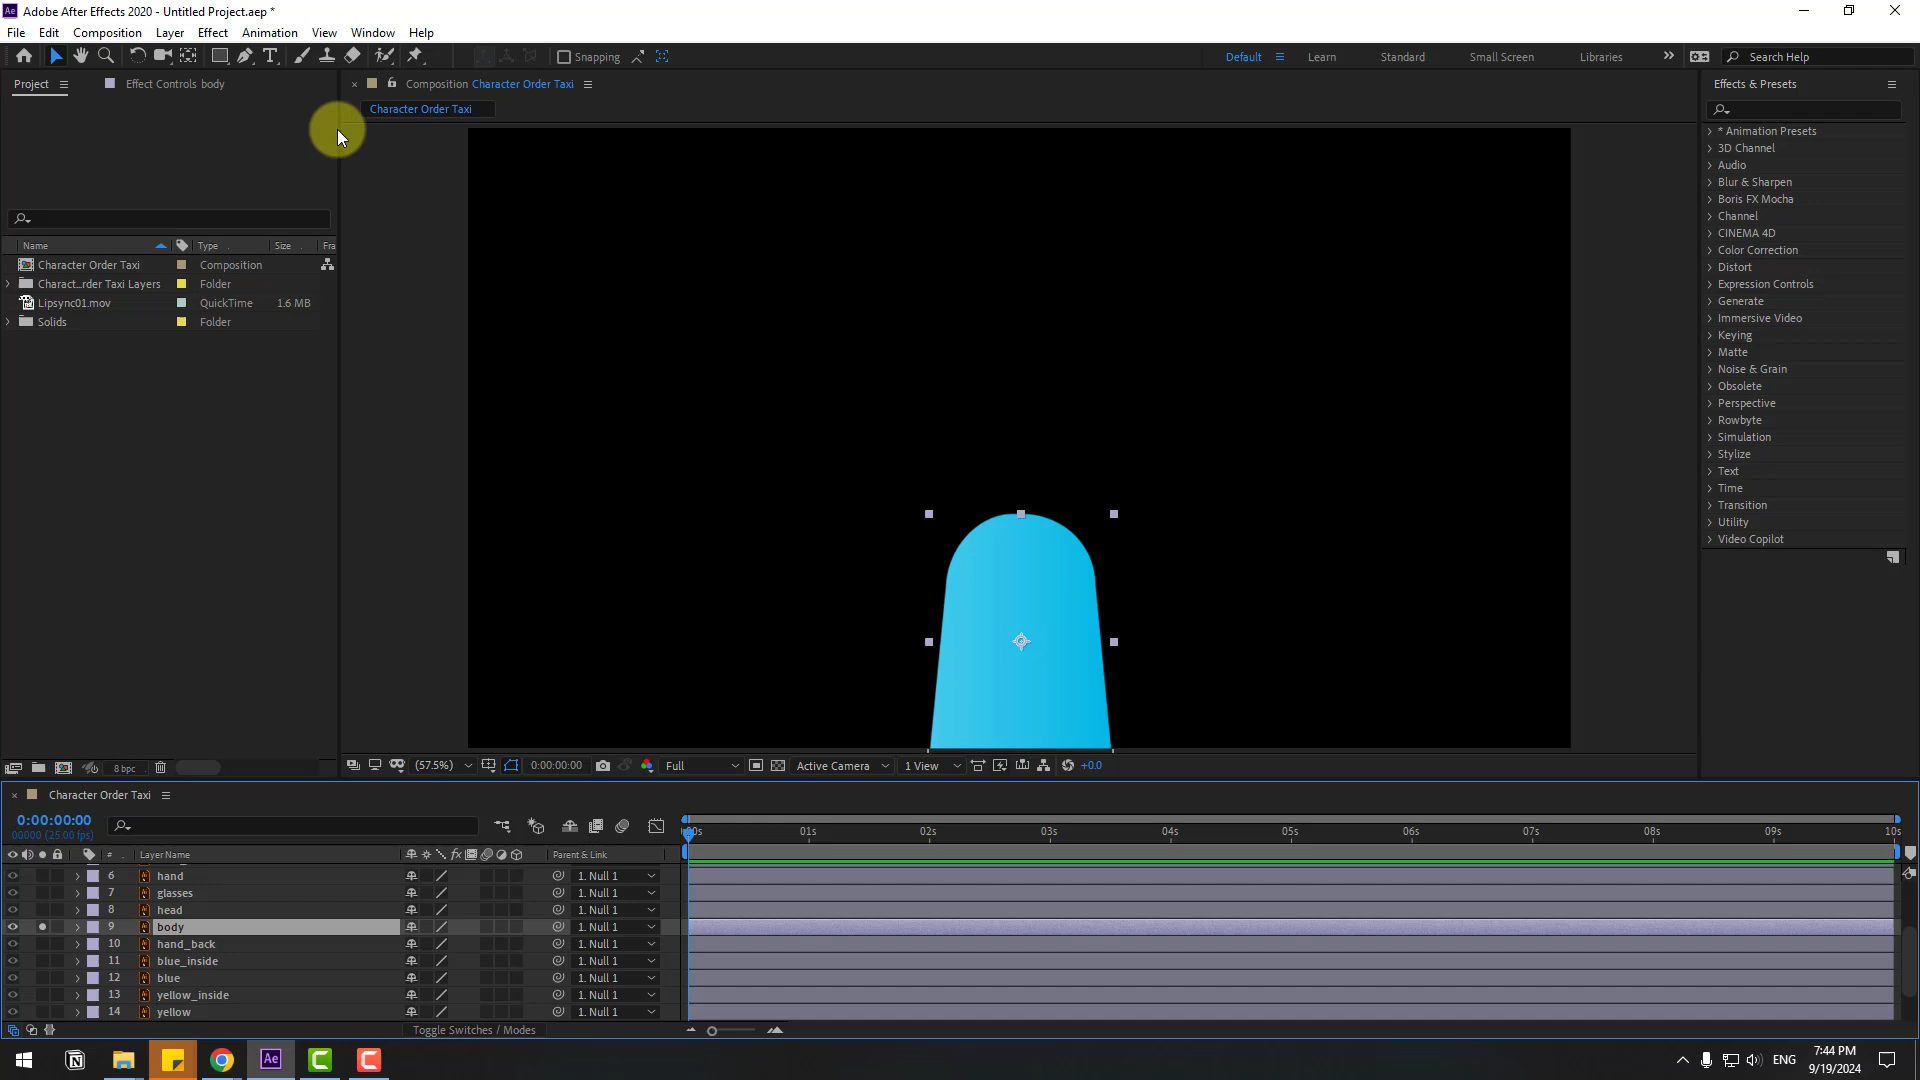 Adobe After Effects 2020 - Untitled Project.aep *
File Edit Composition Layer Effect Animation View Window Help
Snapping
Default Learn Standard Small Screen Libraries Search Help
Project Effect Controls body
Composition Character Order Taxi
Effects & Presets
Character Order Taxi
* Animation Presets
3D Channel
Audio
Blur & Sharpen
Boris FX Mocha
Channel
CINEMA 4D
Color Correction
Distort
Expression Controls
Generate
Immersive Video
Keying
Matte
Noise & Grain
Obsolete
Perspective
Rowbyte
Simulation
Stylize
Text
Time
Transition
Utility
Video Copilot
Name Type Size Fra
Character Order Taxi Composition
Charact...rder Taxi Layers Folder
Lipsync01.mov QuickTime 1.6 MB
Solids Folder
8 bpc
(57.5%) 0:00:00:00 Full Active Camera 1 View +0.0
Character Order Taxi
0:00:00:00
00000 (25.00 fps)
:00s 01s 02s 03s 04s 05s 06s 07s 08s 09s 10s
# Layer Name fx Parent & Link
6 hand 1. Null 1
7 glasses 1. Null 1
8 head 1. Null 1
9 body 1. Null 1
10 hand_back 1. Null 1
11 blue_inside 1. Null 1
12 blue 1. Null 1
13 yellow_inside 1. Null 1
14 yellow 1. Null 1
Toggle Switches / Modes
Ae
ENG
7:44 PM
9/19/2024